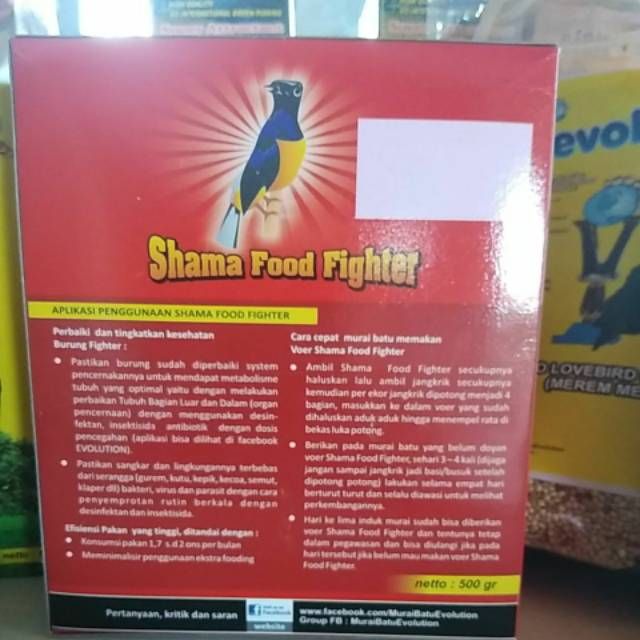 Shama Food Fighter
APLIKASI PENGGUNAAN SHAMA FOOD FIGHTER
Perbaiki dan tingkatkan kesehatan
Burung Fighter :
Pastikan burung sudah diperbaiki system
pencernakannya untuk mendapat metabolisme
tubuh yang optimal yaitu dengan melakukan
perbaikan Tubuh Bagian Luar dan Dalam (organ
pencernaan) dengan menggunakan desin-
fektan, insektisida antibiotik dengan dosis
pencegahan (aplikasi bisa dilihat di facebook
EVOLUTION).
Pastikan sangkar dan lingkungannya terbebas
dari serangga (gurem, kutu, kepik, kecoa, semut,
klaper dll) bakteri, virus dan parasit dengan cara
penyemprotan rutin berkala dengan
desinfektan dan insektisida.
Efisiensi Pakan yang tinggi, ditandai dengan :
Konsumsi pakan 1,7 s.d 2 ons per bulan
Meminimalisir penggunaan ekstra fooding
Cara cepat murai batu memakan
Voer Shama Food Fighter
Ambil Shama Food Fighter secukupnya
haluskan lalu ambil jangkrik secukupnya
kemudian per ekor jangkrik dipotong menjadi 4
bagian, masukkan ke dalam voer yang sudah
dihaluskan aduk aduk hingga menempel rata di
bekas luka potong.
Berikan pada murai batu yang belum doyan
voer Shama Food Fighter, sehari 3 – 4 kali (dijaga
jangan sampai jangkrik jadi basi/busuk setelah
dipotong potong) lakukan selama empat hari
berturut turut dan selalu diawasi untuk melihat
perkembangannya.
Hari ke lima induk murai sudah bisa diberikan
voer Shama Food Fighter dan tentunya tetap
dalam pegawasan dan bisa diulangi jika pada
hari tersebut jika belum mau makan voer Shama
Food Fighter.
netto : 500 gr
Pertanyaan, kritik dan saran
facebook
website
www.facebook.com/MuraiBatuEvolution
Group FB : MuraiBatuEvolution
evol
LOVEBIRD
(MEREM ME
netto :